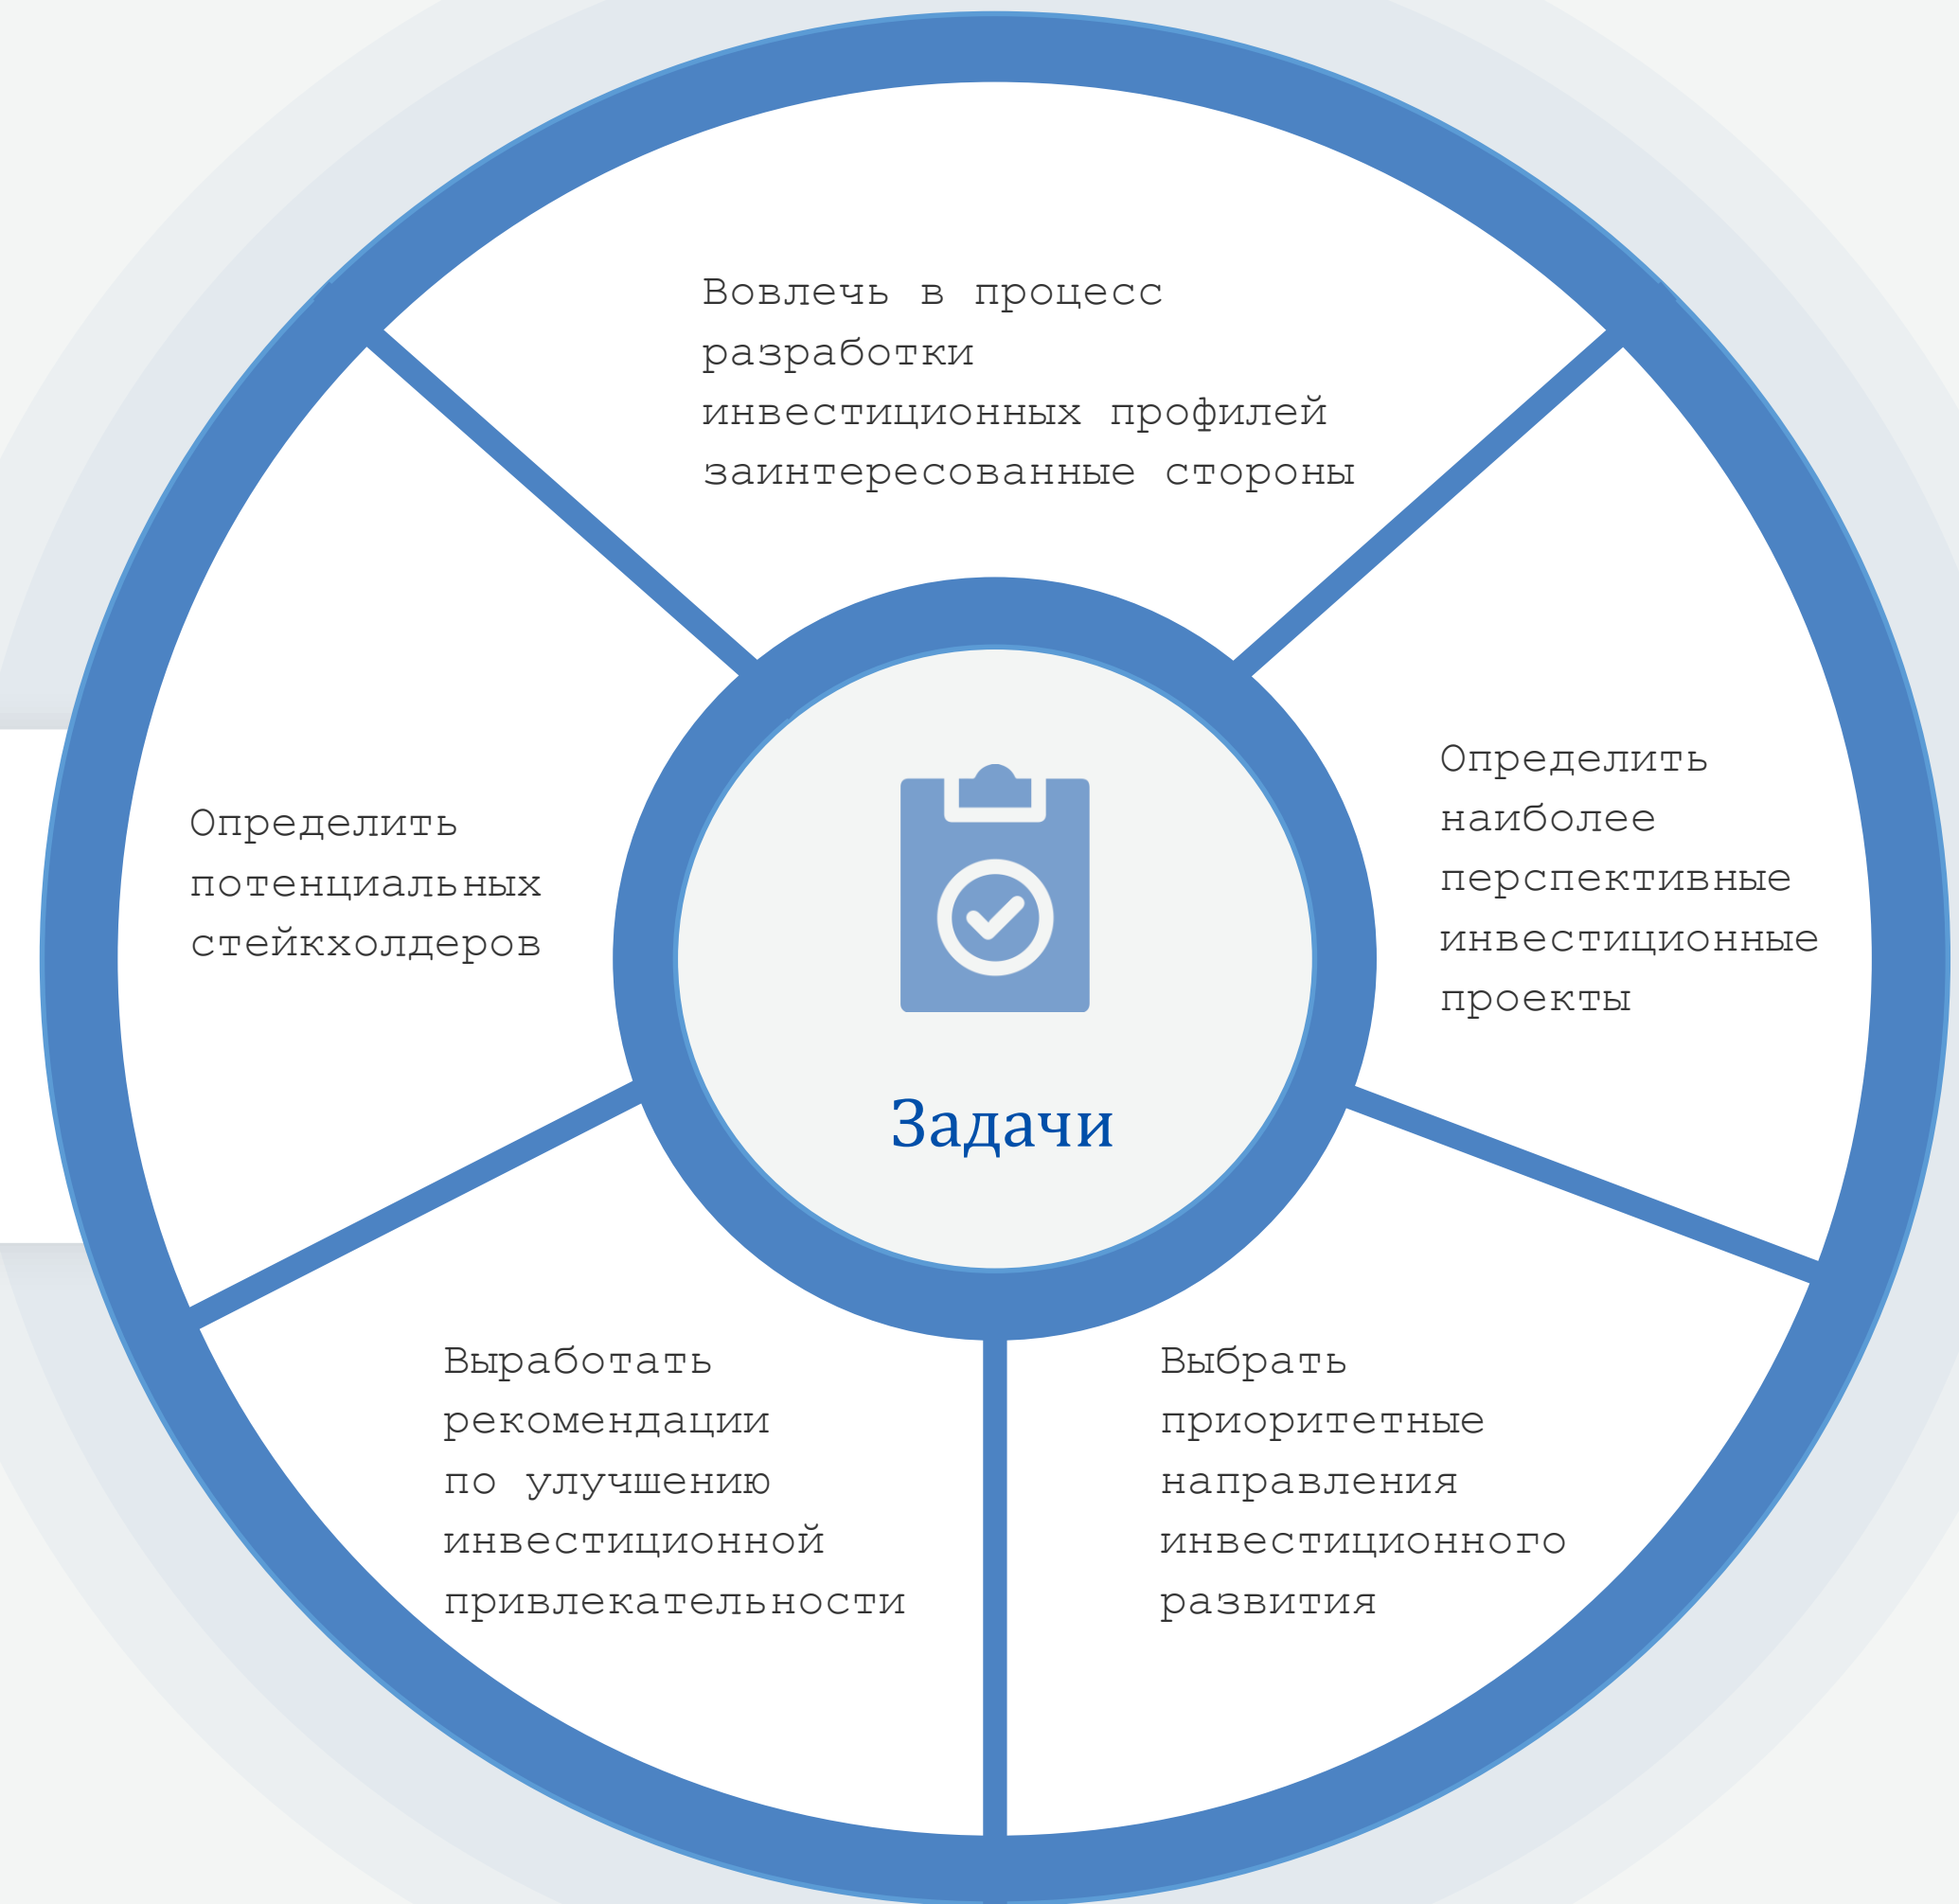 Вовлечь в процесс
разработки
инвестиционных профилей
заинтересованные стороны
Определить
наиболее
перспективные
инвестиционные
проекты
Определить
потенциальных
стейкхолдеров
Задачи
Выработать
рекомендации
по улучшению
инвестиционной
привлекательности
Выбрать
приоритетные
направления
инвестиционного
развития